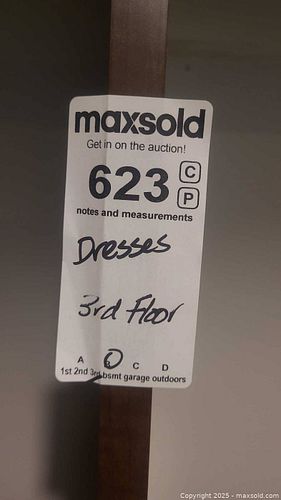 maxsold
Get in on the auction!
623 C
P
notes and measurements
Dresses
3rd Floor
A B C D
1st 2nd 3rd bsmt garage outdoors
Copyright © 2025 - maxsold.com